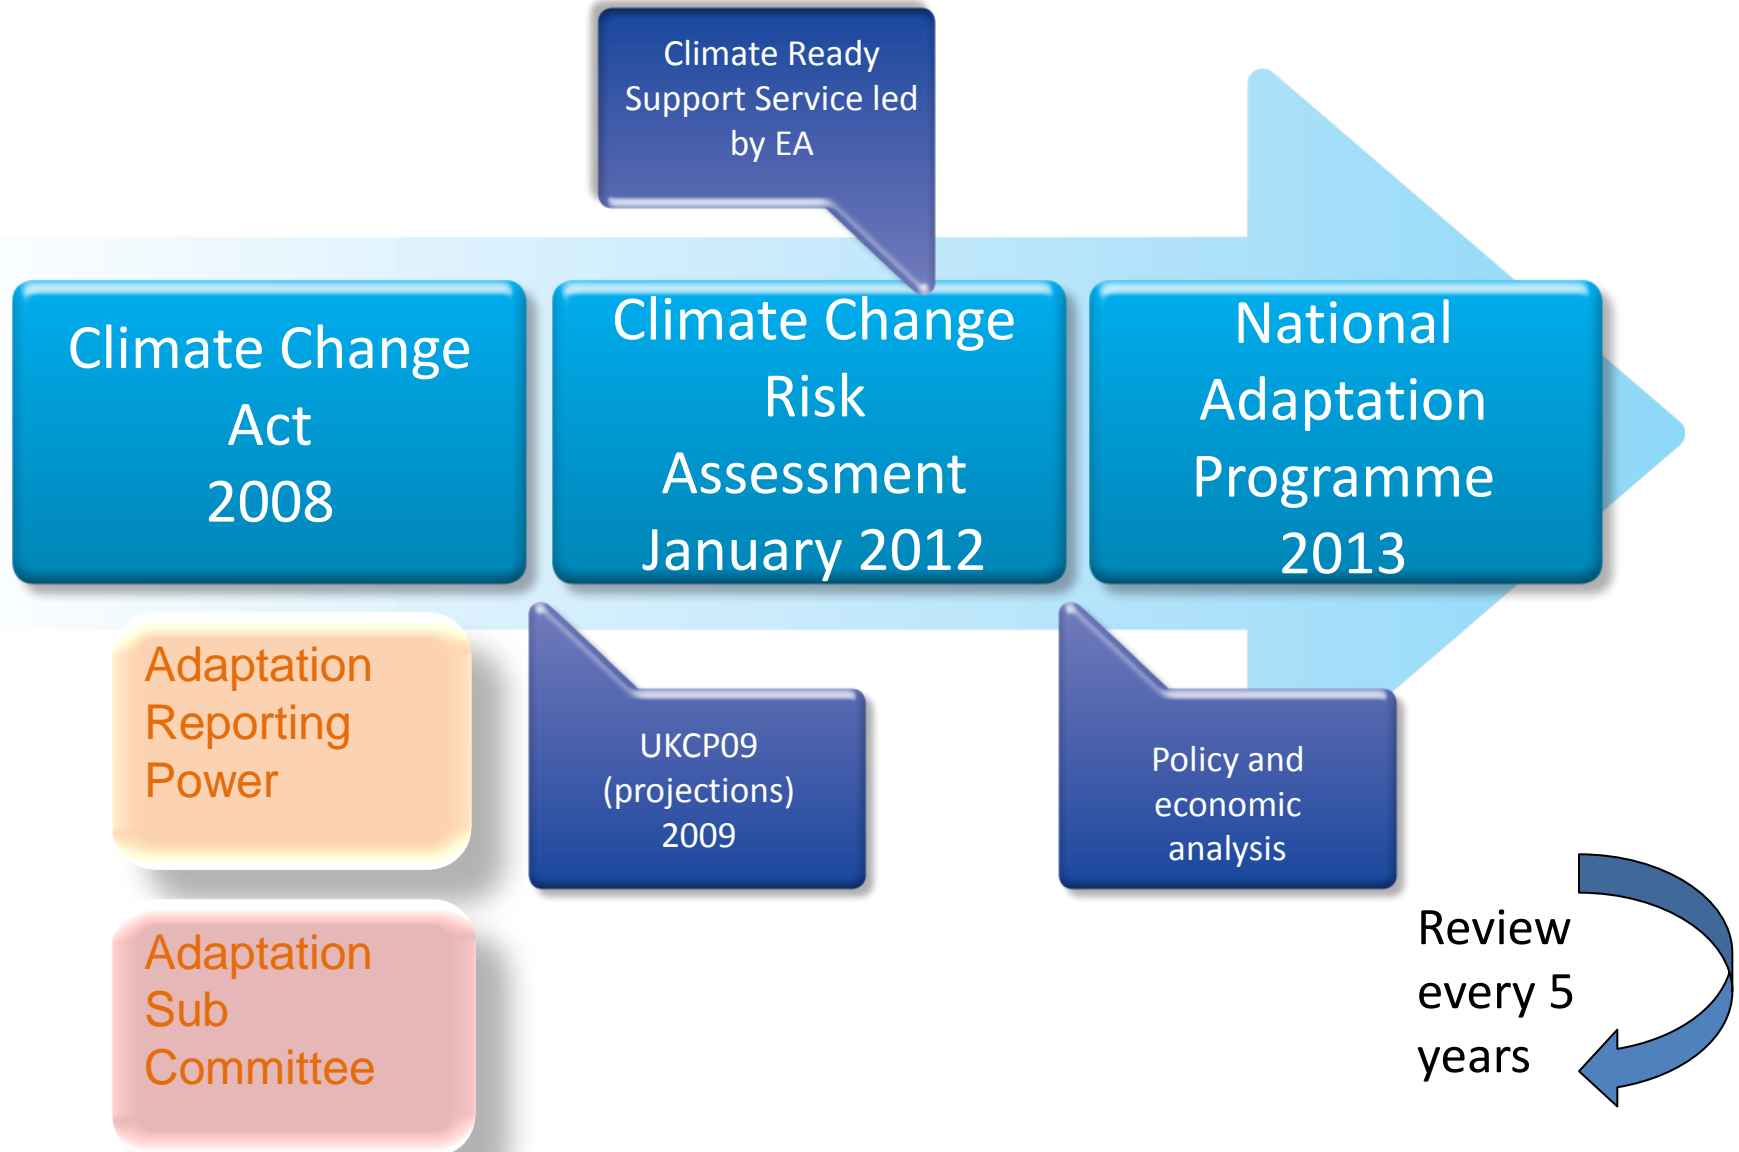 Climate Ready
Support Service led
by EA
Climate Change
Act
2008
Climate Change
Risk
Assessment
January 2012
National
Adaptation
Programme
2013
Adaptation
Reporting
Power
UKCP09
(projections)
2009
Policy and
economic
analysis
Adaptation
Sub
Committee
Review
every 5
years